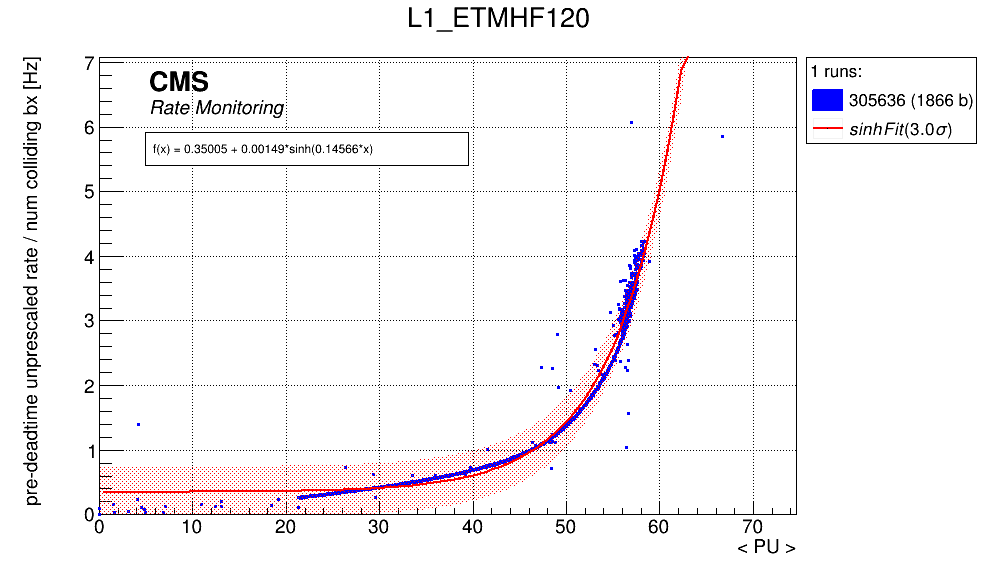 L1_ETMHF120
pre-deadtime unprescaled rate / num colliding bx [Hz]
7
6
5
4
3
2
1
0
CMS
Rate Monitoring
f(x) = 0.35005 + 0.00149*sinh(0.14566*x)
1 runs:
305636 (1866 b)
sinhFit(3.0σ)
0 10 20 30 40 50 60 70
< PU >